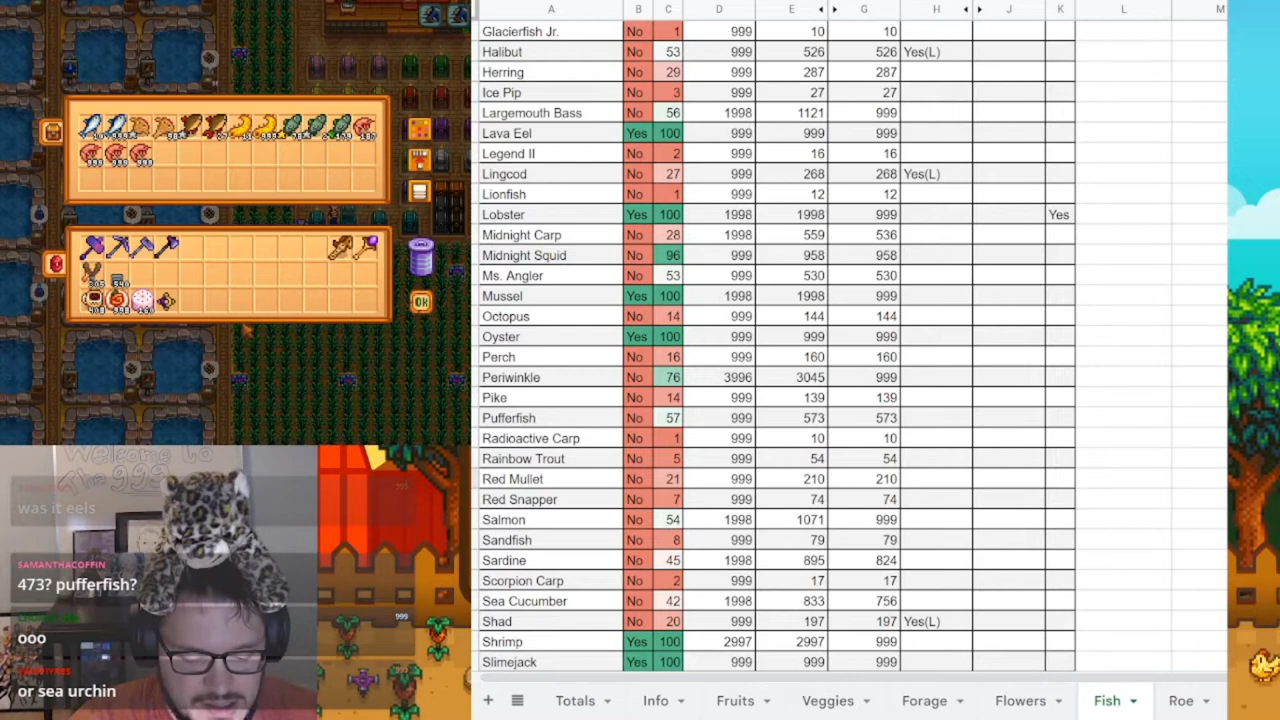 A B C D E G H J K L M
Glacierfish Jr. No 1 999 10 10
Halibut No 53 999 526 526 Yes(L)
Herring No 29 999 287 287
Ice Pip No 3 999 27 27
Largemouth Bass No 56 1998 1121 999
Lava Eel Yes 100 999 999 999
Legend II No 2 999 16 16
Lingcod No 27 999 268 268 Yes(L)
Lionfish No 1 999 12 12
Lobster Yes 100 1998 1998 999 Yes
Midnight Carp No 28 1998 559 536
Midnight Squid No 96 999 958 958
Ms. Angler No 53 999 530 530
Mussel Yes 100 1998 1998 999
Octopus No 14 999 144 144
Oyster Yes 100 999 999 999
Perch No 16 999 160 160
Periwinkle No 76 3996 3045 999
Pike No 14 999 139 139
Pufferfish No 57 999 573 573
Radioactive Carp No 1 999 10 10
Rainbow Trout No 5 999 54 54
Red Mullet No 21 999 210 210
Red Snapper No 7 999 74 74
Salmon No 54 1998 1071 999
Sandfish No 8 999 79 79
Sardine No 45 1998 895 824
Scorpion Carp No 2 999 17 17
Sea Cucumber No 42 1998 833 756
Shad No 20 999 197 197 Yes(L)
Shrimp Yes 100 2997 2997 999
Slimejack Yes 100 999 999 999
+ Totals Info Fruits Veggies Forage Flowers Fish Roe
OK
Welcome to
The 999
was it eels
SAMANTHACOFFIN
473? pufferfish?
999
ooo
or sea urchin